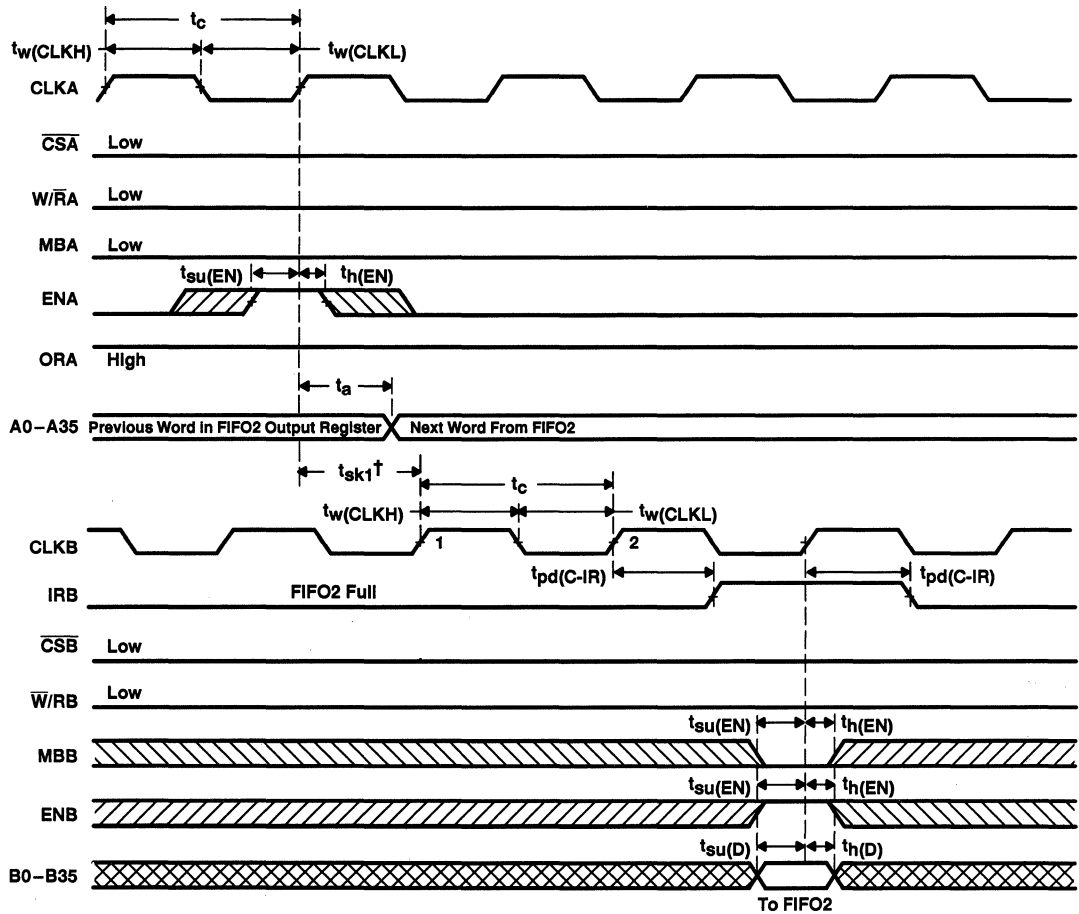 tc
tw(CLKH)
tw(CLKL)
CLKA
CSA
Low
W/RA
Low
MBA
Low
tsu(EN)
th(EN)
ENA
ORA
High
ta
A0–A35
Previous Word in FIFO2 Output Register
Next Word From FIFO2
tsk1†
tc
tw(CLKH)
tw(CLKL)
CLKB
1
2
tpd(C-IR)
tpd(C-IR)
IRB
FIFO2 Full
CSB
Low
W/RB
Low
tsu(EN)
th(EN)
MBB
tsu(EN)
th(EN)
ENB
tsu(D)
th(D)
B0–B35
To FIFO2